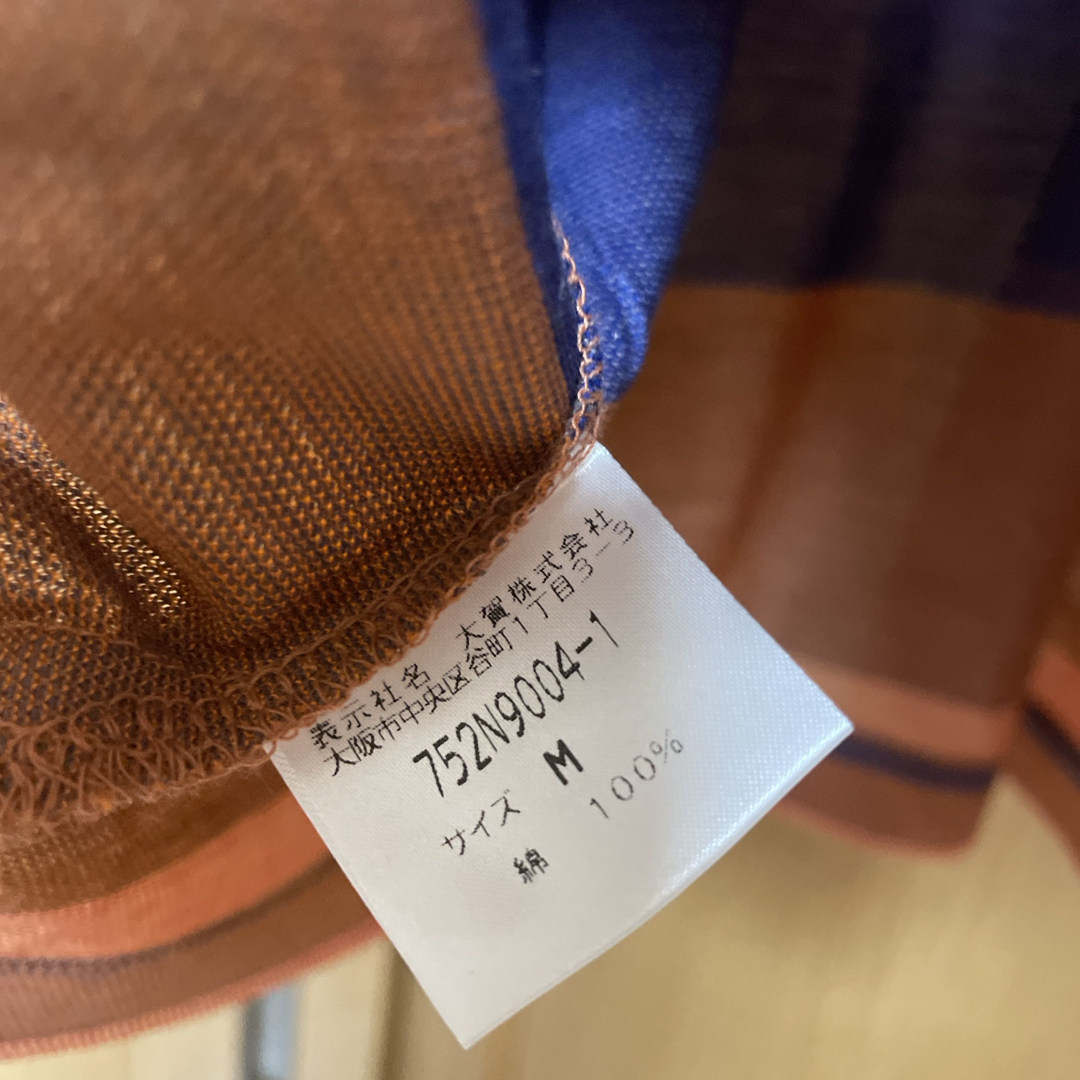 表示社名 大賀株式会社
大阪市中央区谷町1丁目3-3
752N9004-1
サイズ M
綿 100%